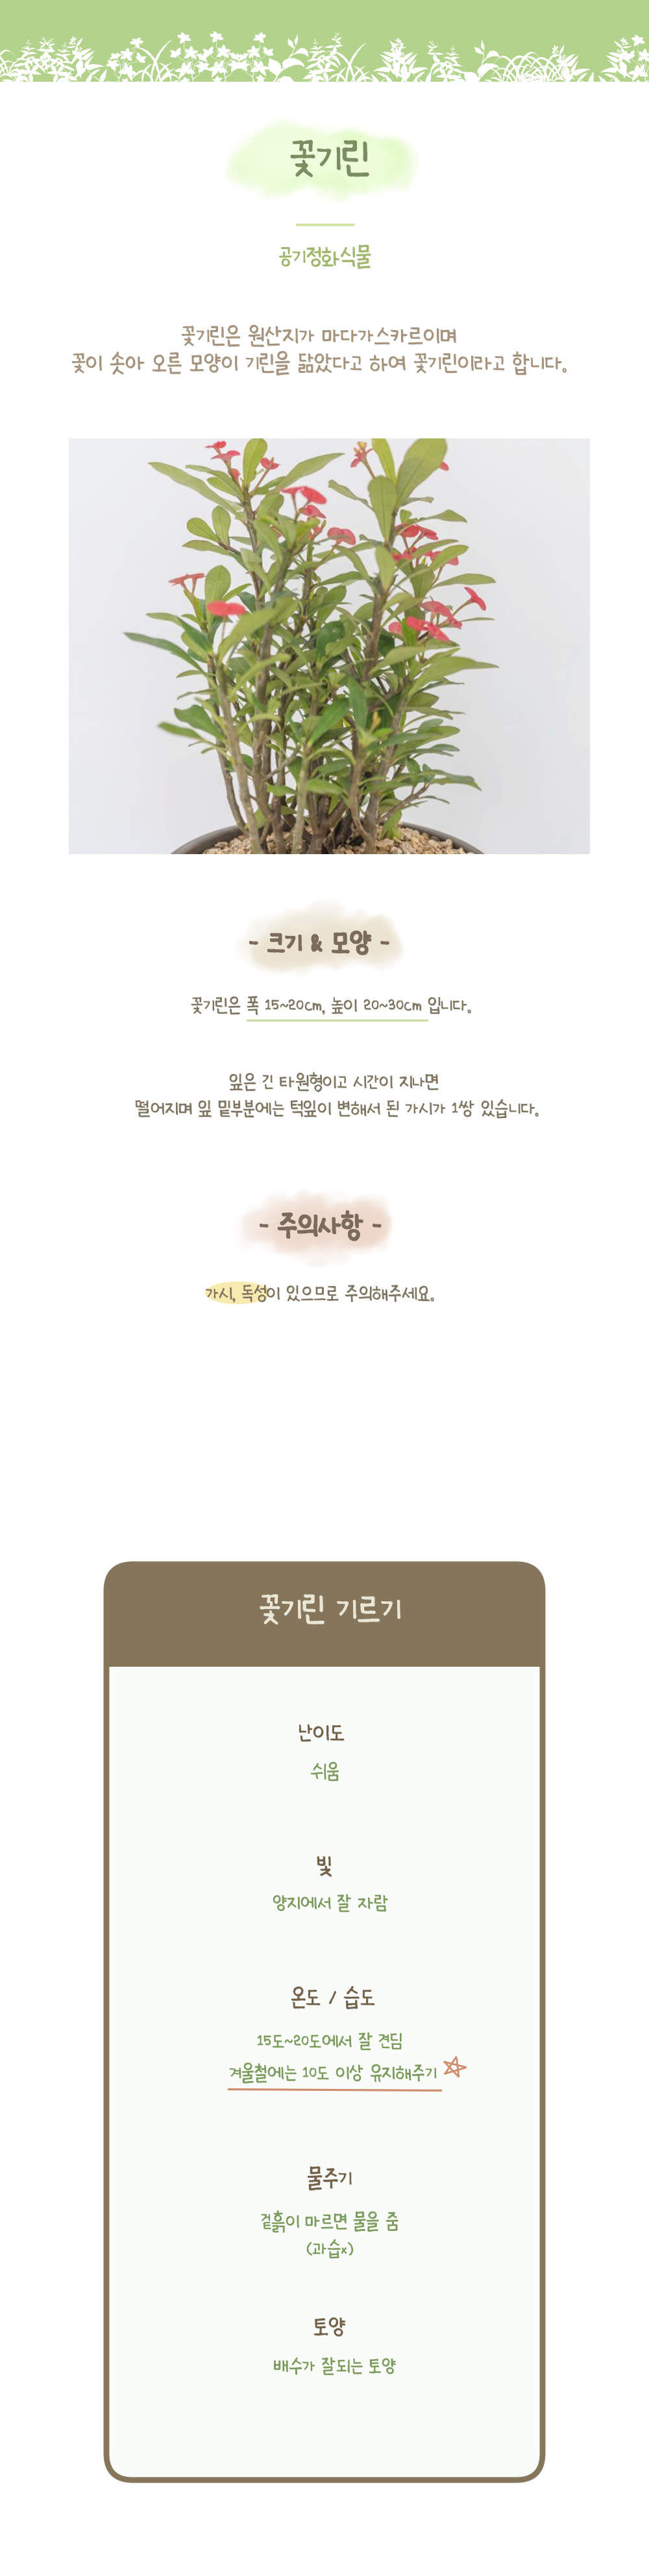 꽃기린
공기정화식물
꽃기린은 원산지가 마다가스카르이며
꽃이 솟아 오른 모양이 기린을 닮았다고 하여 꽃기린이라고 합니다.
- 크기 & 모양 -
꽃기린은 폭 15~20cm, 높이 20~30cm 입니다.
잎은 긴 타원형이고 시간이 지나면
떨어지며 잎 밑부분에는 턱잎이 변해서 된 가시가 1쌍 있습니다.
- 주의사항 -
가시, 독성이 있으므로 주의해주세요.
꽃기린 기르기
난이도
쉬움
빛
양지에서 잘 자람
온도 / 습도
15도~20도에서 잘 견딤
겨울철에는 10도 이상 유지해주기
물주기
겉흙이 마르면 물을 줌
(과습x)
토양
배수가 잘되는 토양